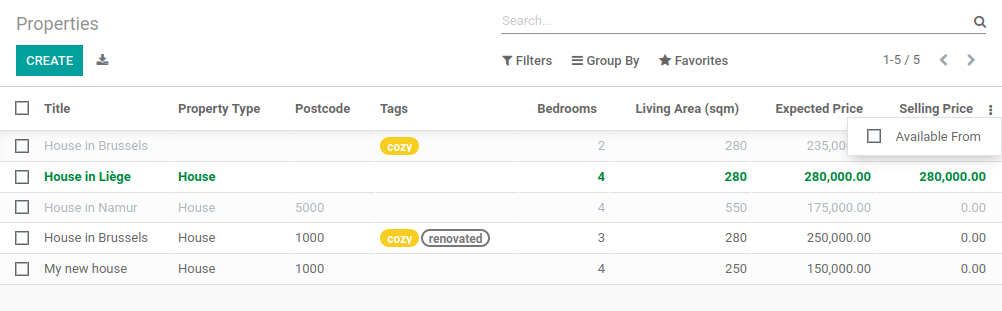 Properties
Search...
CREATE
Filters Group By Favorites 1-5 / 5
Title Property Type Postcode Tags Bedrooms Living Area (sqm) Expected Price Selling Price
Available From
House in Brussels cozy 2 280 235,00
House in Liège House 4 280 280,000.00 280,000.00
House in Namur House 5000 4 550 175,000.00 0.00
House in Brussels House 1000 cozy renovated 3 280 250,000.00 0.00
My new house House 1000 4 250 150,000.00 0.00